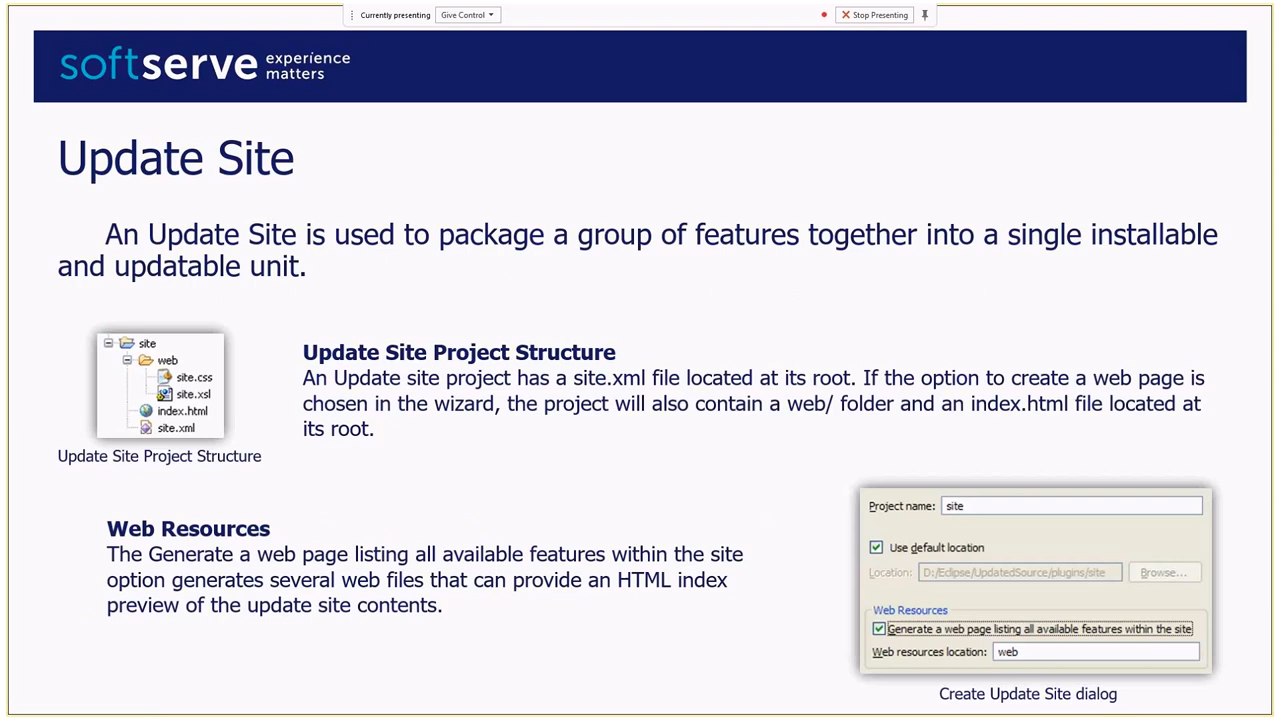 Currently presenting
Give Control
Stop Presenting
softserve experience matters
Update Site
An Update Site is used to package a group of features together into a single installable
and updatable unit.
site
web
site.css
site.xsl
index.html
site.xml
Update Site Project Structure
Update Site Project Structure
An Update site project has a site.xml file located at its root. If the option to create a web page is
chosen in the wizard, the project will also contain a web/ folder and an index.html file located at
its root.
Web Resources
The Generate a web page listing all available features within the site
option generates several web files that can provide an HTML index
preview of the update site contents.
Project name: site
Use default location
Location: D:/Eclipse/UpdatedSource/plugins/site Browse...
Web Resources
Generate a web page listing all available features within the site
Web resources location: web
Create Update Site dialog